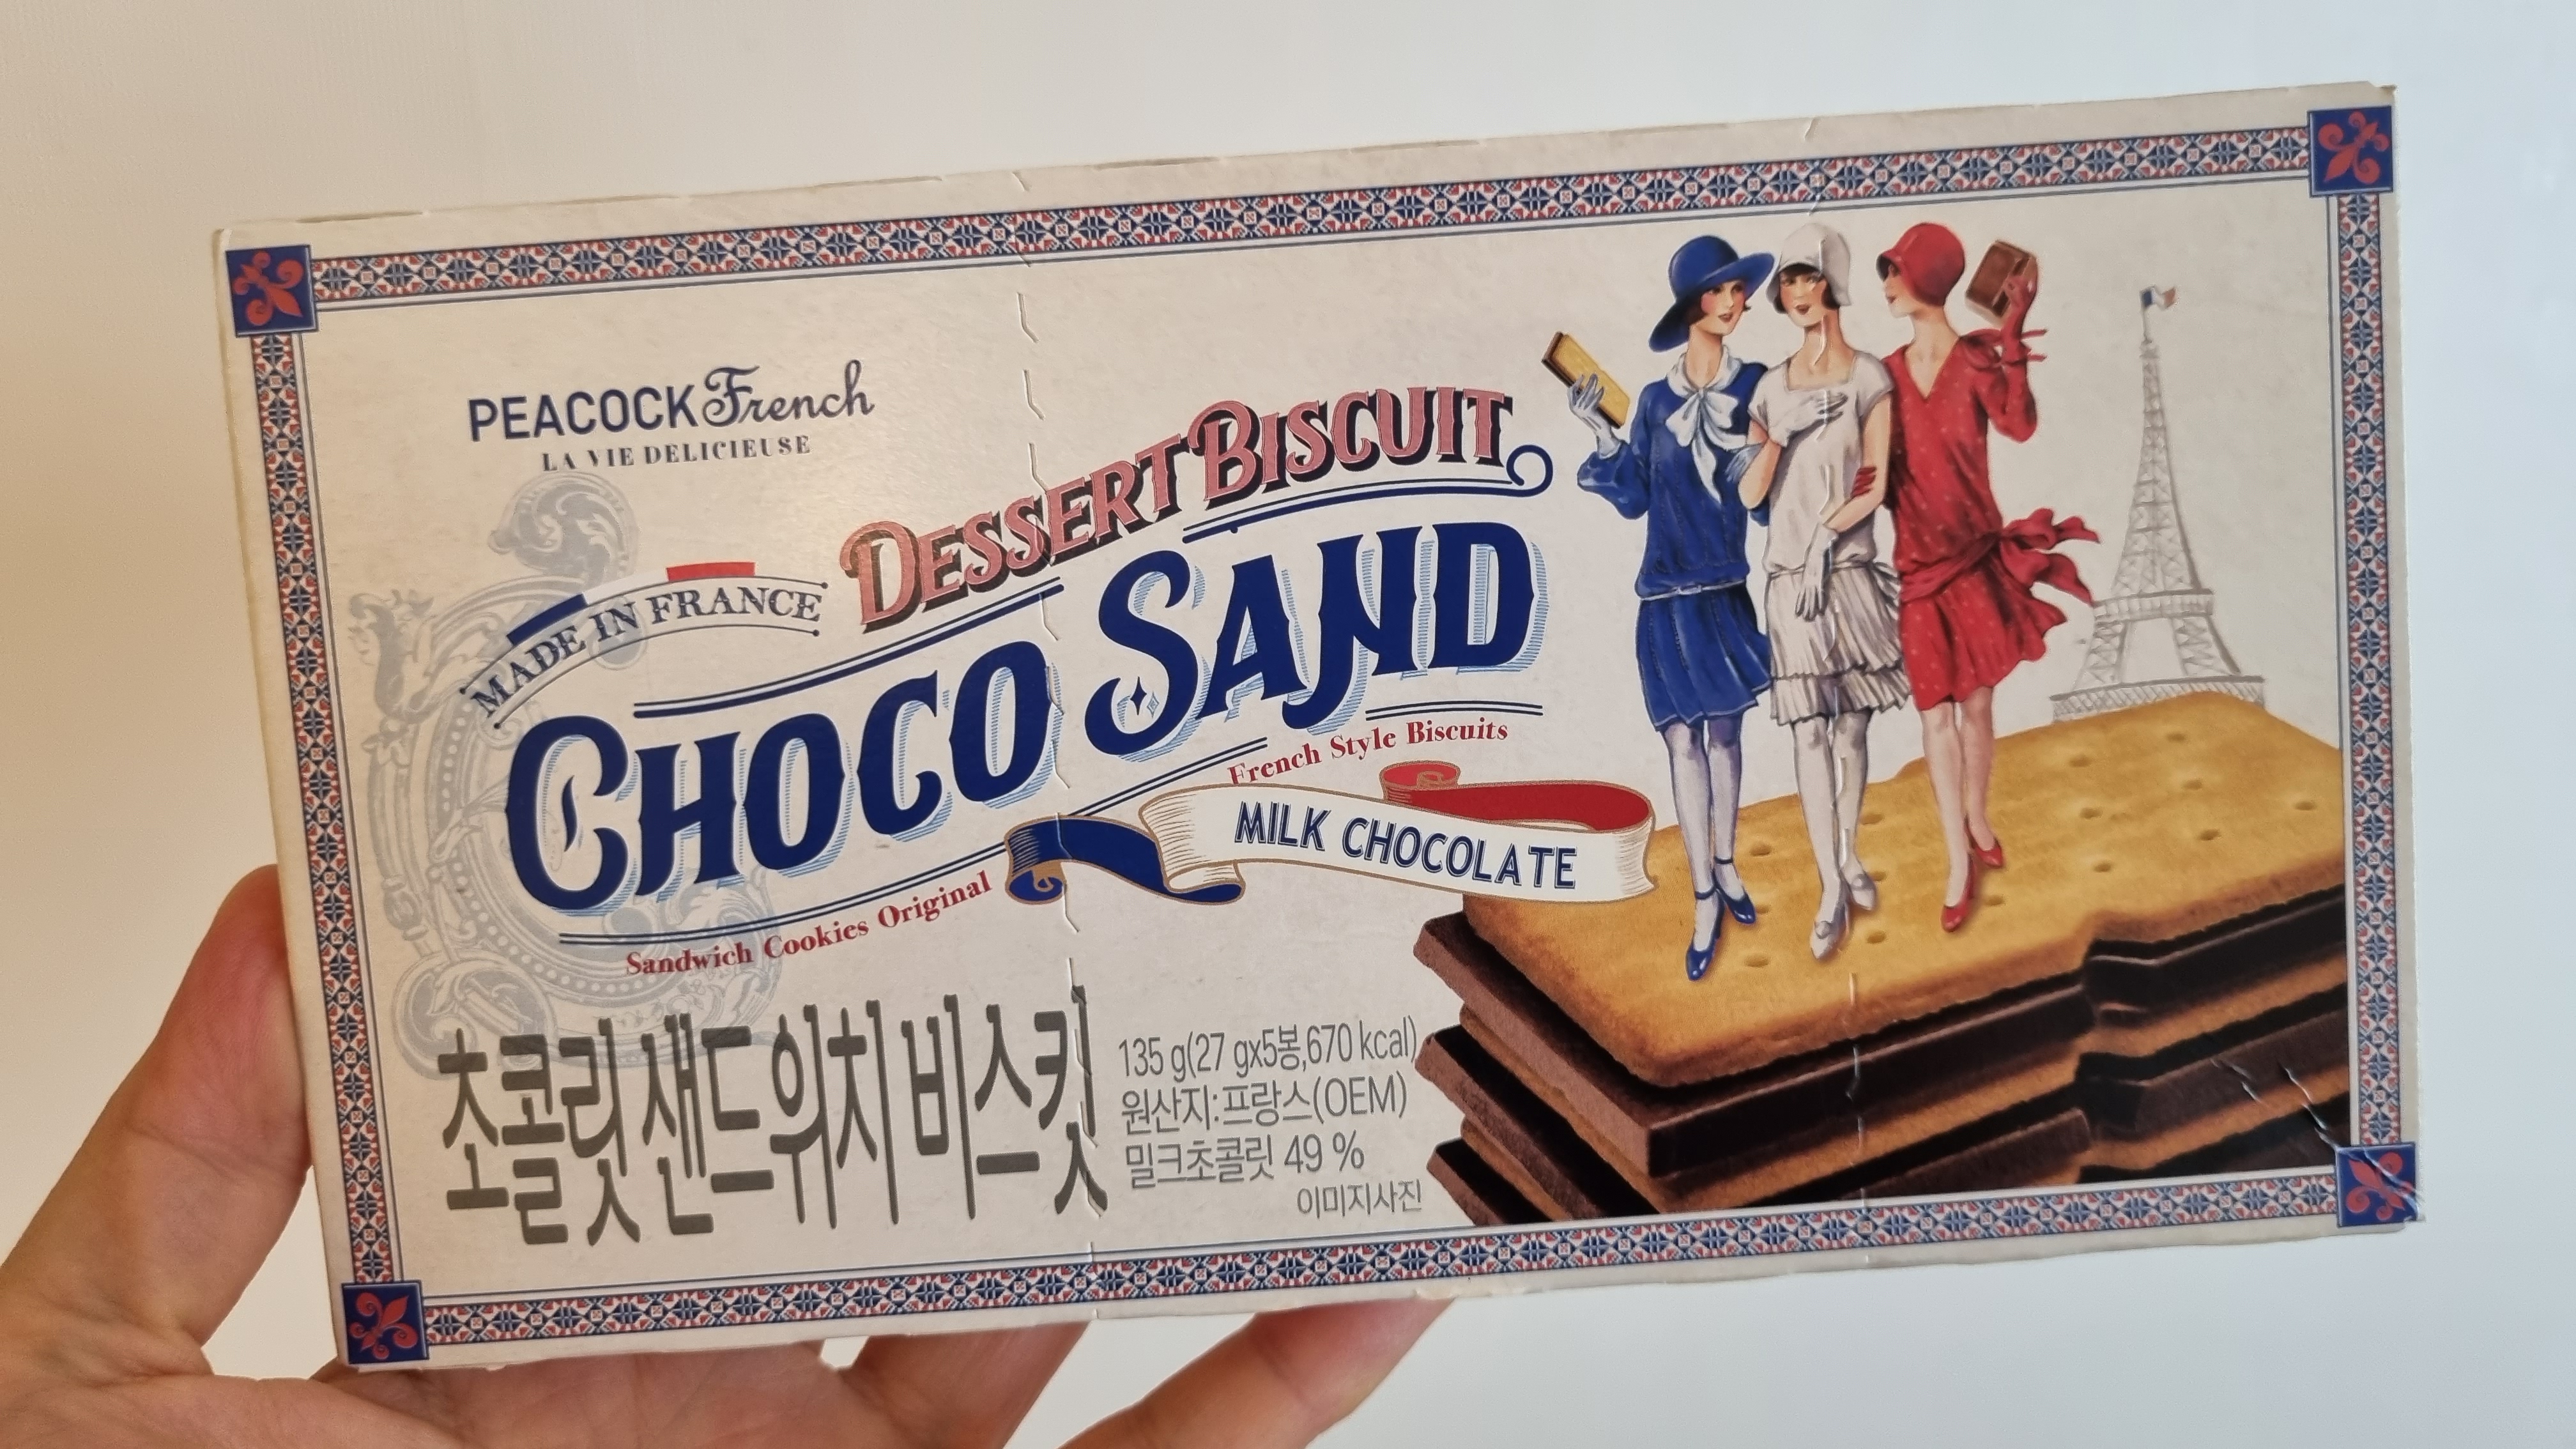 PEACOCK French
LA VIE DÉLICIEUSE
MADE IN FRANCE
DESSERT BISCUIT
CHOCO SAND
French Style Biscuits
MILK CHOCOLATE
Sandwich Cookies Original
초콜릿 샌드위치 비스킷
135 g(27 gx5봉,670 kcal)
원산지:프랑스(OEM)
밀크초콜릿 49 %
이미지사진